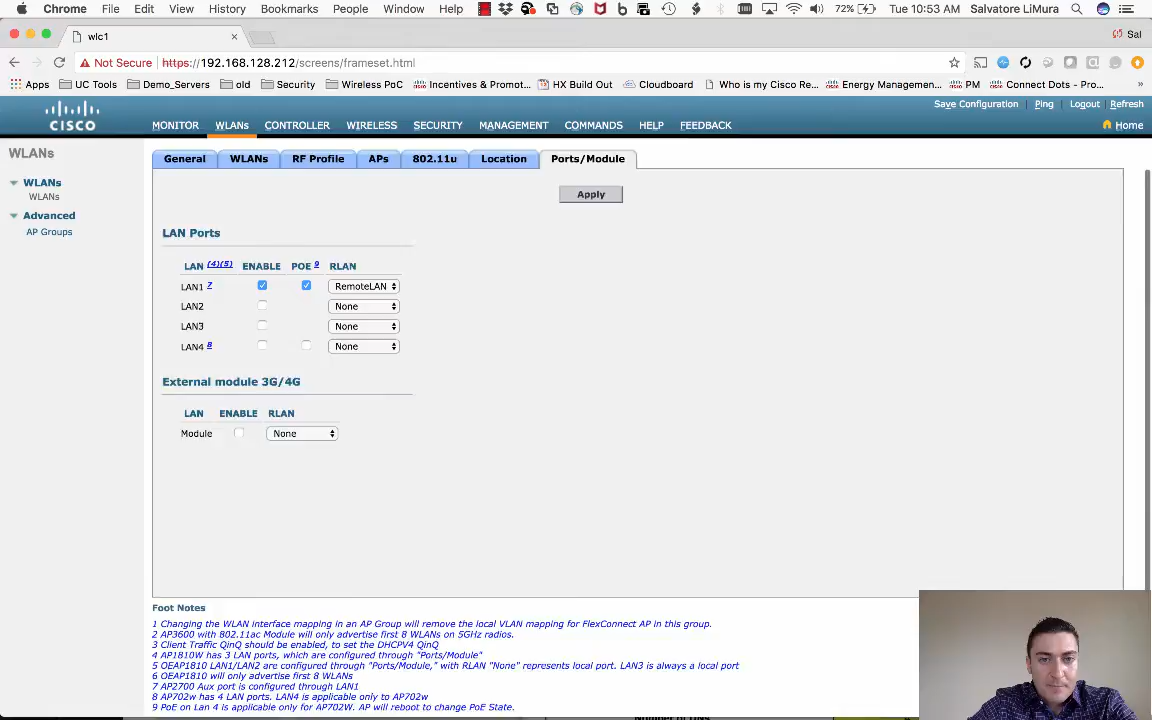 Chrome File Edit View History Bookmarks People Window Help 72% Tue 10:53 AM Salvatore LiMura
wlc1 Sal
Not Secure https://192.168.128.212/screens/frameset.html
Apps UC Tools Demo_Servers old Security Wireless PoC Incentives & Promot... HX Build Out Cloudboard Who is my Cisco Re... Energy Managemen... PM Connect Dots - Pro...
Save Configuration Ping Logout Refresh
CISCO MONITOR WLANs CONTROLLER WIRELESS SECURITY MANAGEMENT COMMANDS HELP FEEDBACK Home
WLANs
WLANs
WLANs
Advanced
AP Groups
General WLANs RF Profile APs 802.11u Location Ports/Module
Apply
LAN Ports
LAN (4)(5) ENABLE POE 9 RLAN
LAN1 7 RemoteLAN
LAN2 None
LAN3 None
LAN4 8 None
External module 3G/4G
LAN ENABLE RLAN
Module None
Foot Notes
1 Changing the WLAN interface mapping in an AP Group will remove the local VLAN mapping for FlexConnect AP in this group.
2 AP3600 with 802.11ac Module will only advertise first 8 WLANs on 5GHz radios.
3 Client Traffic QinQ should be enabled, to set the DHCPV4 QinQ
4 AP1810W has 3 LAN ports, which are configured through "Ports/Module"
5 OEAP1810 LAN1/LAN2 are configured through "Ports/Module," with RLAN "None" represents local port. LAN3 is always a local port
6 OEAP1810 will only advertise first 8 WLANs
7 AP2700 Aux port is configured through LAN1
8 AP702w has 4 LAN ports. LAN4 is applicable only to AP702w
9 PoE on Lan 4 is applicable only for AP702W. AP will reboot to change PoE State.